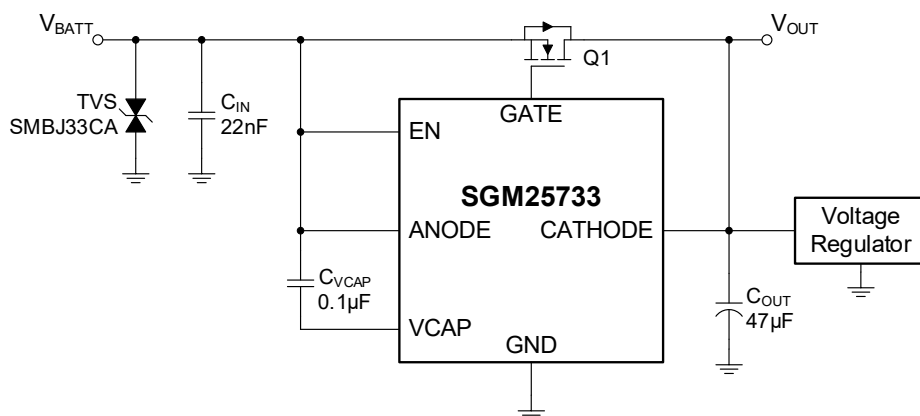 VBATT
VOUT
Q1
TVS
SMBJ33CA
CIN
22nF
GATE
EN
SGM25733
ANODE
CATHODE
Voltage
Regulator
CVCAP
0.1µF
COUT
47µF
VCAP
GND